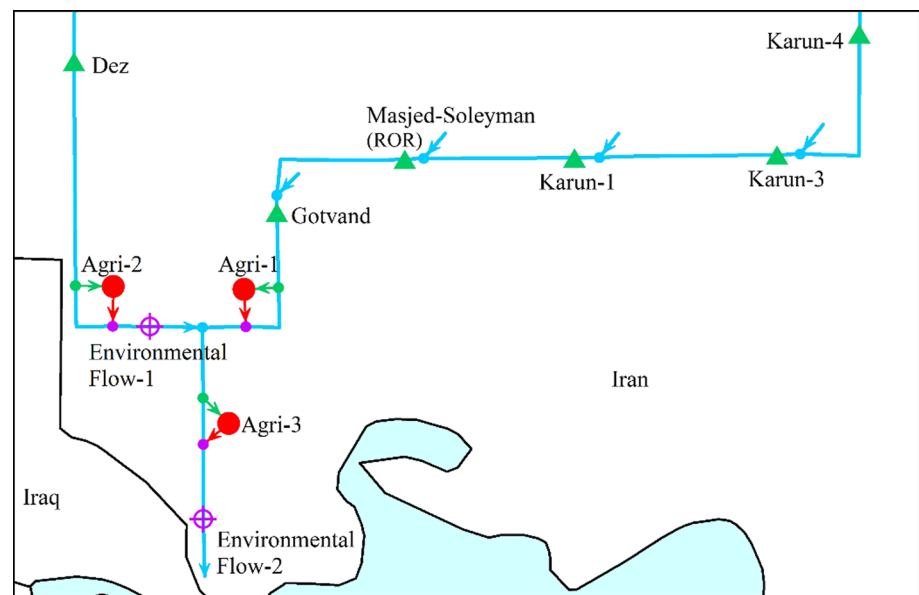 Karun-4
Dez
Masjed-Soleyman
(ROR)
Karun-1
Karun-3
Gotvand
Agri-2
Agri-1
Environmental
Flow-1
Iran
Agri-3
Iraq
Environmental
Flow-2